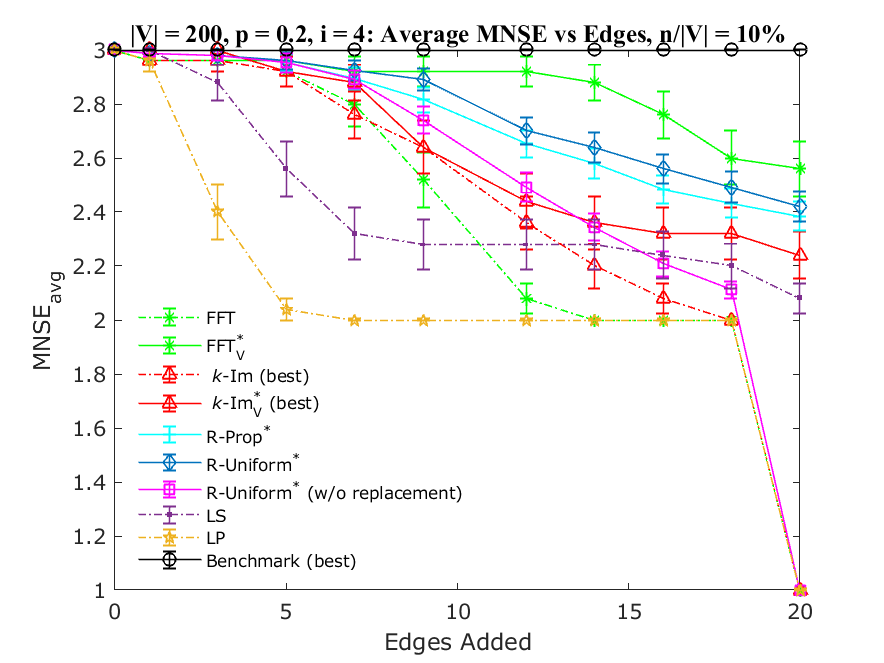 |V| = 200, p = 0.2, i = 4: Average MNSE vs Edges, n/|V| = 10%
3
2.8
2.6
2.4
2.2
2
1.8
1.6
1.4
1.2
1
MNSE_avg
FFT
FFT*_V
k-Im (best)
k-Im*_V (best)
R-Prop*
R-Uniform*
R-Uniform* (w/o replacement)
LS
LP
Benchmark (best)
0 5 10 15 20
Edges Added